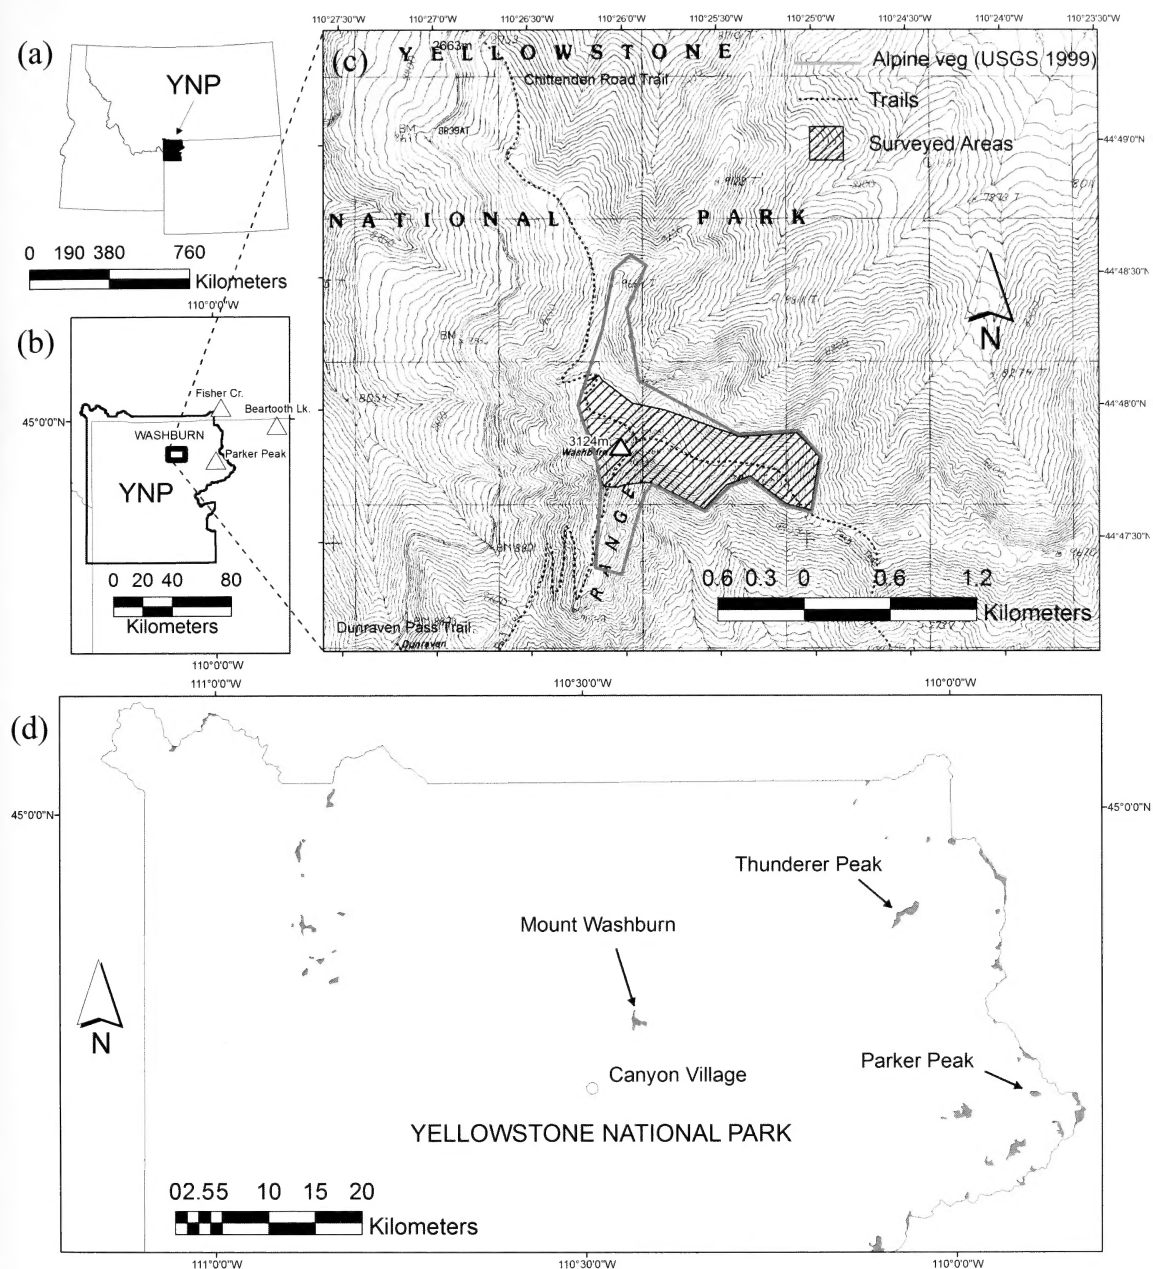 (a)
YNP
0 190 380 760
Kilometers
110°0'0"W
(b)
45°0'0"N
Fisher Cr.
Beartooth Lk.
WASHBURN
Parker Peak
YNP
0 20 40 80
Kilometers
110°0'0"W
110°27'30"W 110°27'0"W 110°26'30"W 110°26'0"W 110°25'30"W 110°25'0"W 110°24'30"W 110°24'0"W 110°23'30"W
(c)
YELLOWSTONE
Chittenden Road Trail
Alpine veg (USGS 1999)
Trails
Surveyed Areas
BM
8839AT
44°49'0"N
NATIONAL PARK
44°48'30"N
N
BM
8274 T
8054 T
44°48'0"N
3124m
Washburn
RANGE
44°47'30"N
0.6 0.3 0 0.6 1.2
Kilometers
Dunraven Pass Trail
Dunraven
(d)
111°0'0"W 110°30'0"W 110°0'0"W
45°0'0"N
45°0'0"N
Thunderer Peak
Mount Washburn
N
Parker Peak
Canyon Village
YELLOWSTONE NATIONAL PARK
02.55 10 15 20
Kilometers
111°0'0"W 110°30'0"W 110°0'0"W